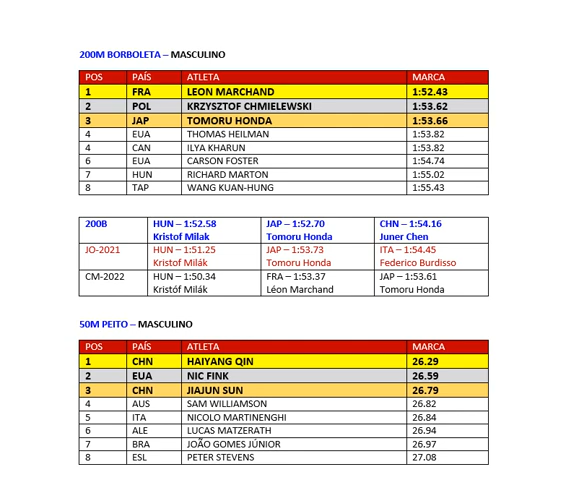 200M BORBOLETA – MASCULINO
POS PAÍS ATLETA MARCA
1 FRA LEON MARCHAND 1:52.43
2 POL KRZYSZTOF CHMIELEWSKI 1:53.62
3 JAP TOMORU HONDA 1:53.66
4 EUA THOMAS HEILMAN 1:53.82
4 CAN ILYA KHARUN 1:53.82
6 EUA CARSON FOSTER 1:54.74
7 HUN RICHARD MARTON 1:55.02
8 TAP WANG KUAN-HUNG 1:55.43
200B HUN – 1:52.58 JAP – 1:52.70 CHN – 1:54.16
Kristof Milak Tomoru Honda Juner Chen
JO-2021 HUN – 1:51.25 JAP – 1:53.73 ITA – 1:54.45
Kristof Milák Tomoru Honda Federico Burdisso
CM-2022 HUN – 1:50.34 FRA – 1:53.37 JAP – 1:53.61
Kristóf Milák Léon Marchand Tomoru Honda
50M PEITO – MASCULINO
POS PAÍS ATLETA MARCA
1 CHN HAIYANG QIN 26.29
2 EUA NIC FINK 26.59
3 CHN JIAJUN SUN 26.79
4 AUS SAM WILLIAMSON 26.82
5 ITA NICOLO MARTINENGHI 26.84
6 ALE LUCAS MATZERATH 26.94
7 BRA JOÃO GOMES JÚNIOR 26.97
8 ESL PETER STEVENS 27.08